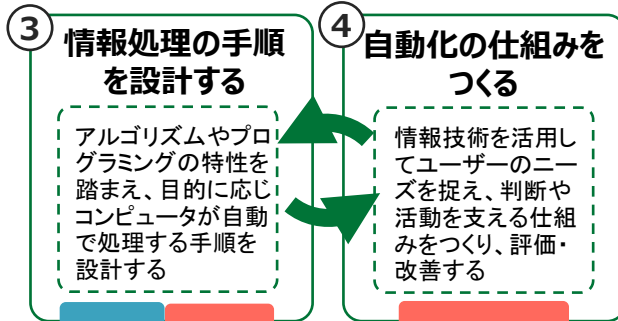 ③
情報処理の手順
を設計する
アルゴリズムやプロ
グラミングの特性を
踏まえ、目的に応じ
コンピュータが自動
で処理する手順を
設計する
④
自動化の仕組みを
つくる
情報技術を活用し
てユーザーのニー
ズを捉え、判断や
活動を支える仕組
みをつくり、評価・
改善する